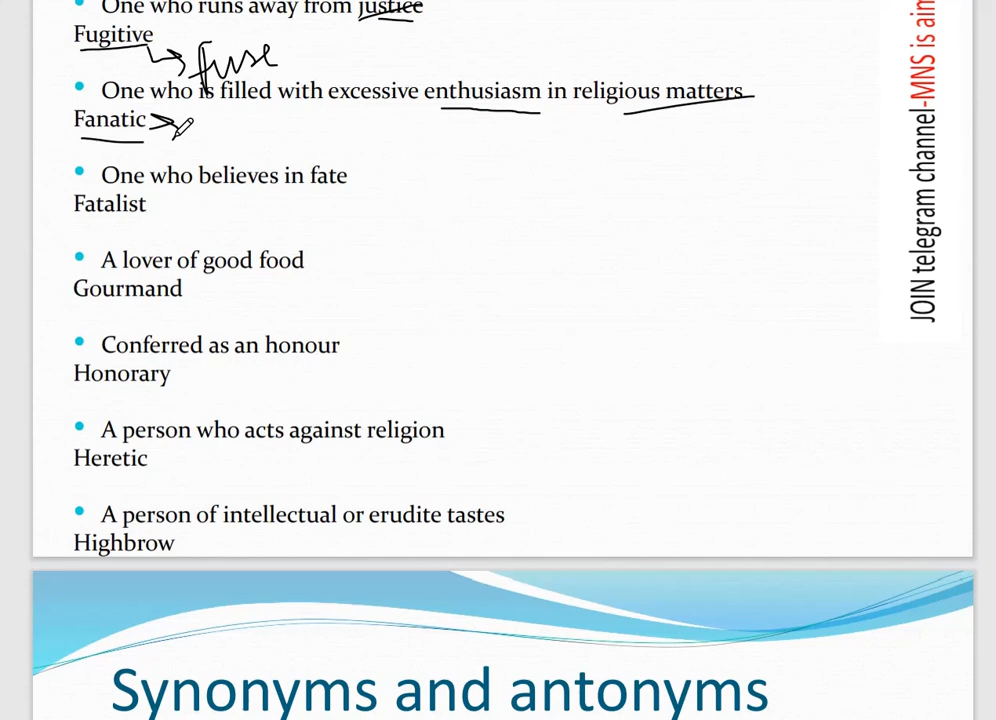 • One who runs away from justice
Fugitive
fuse
• One who is filled with excessive enthusiasm in religious matters
Fanatic
• One who believes in fate
Fatalist
• A lover of good food
Gourmand
• Conferred as an honour
Honorary
• A person who acts against religion
Heretic
• A person of intellectual or erudite tastes
Highbrow
Synonyms and antonyms
JOIN telegram channel-MNS is aim